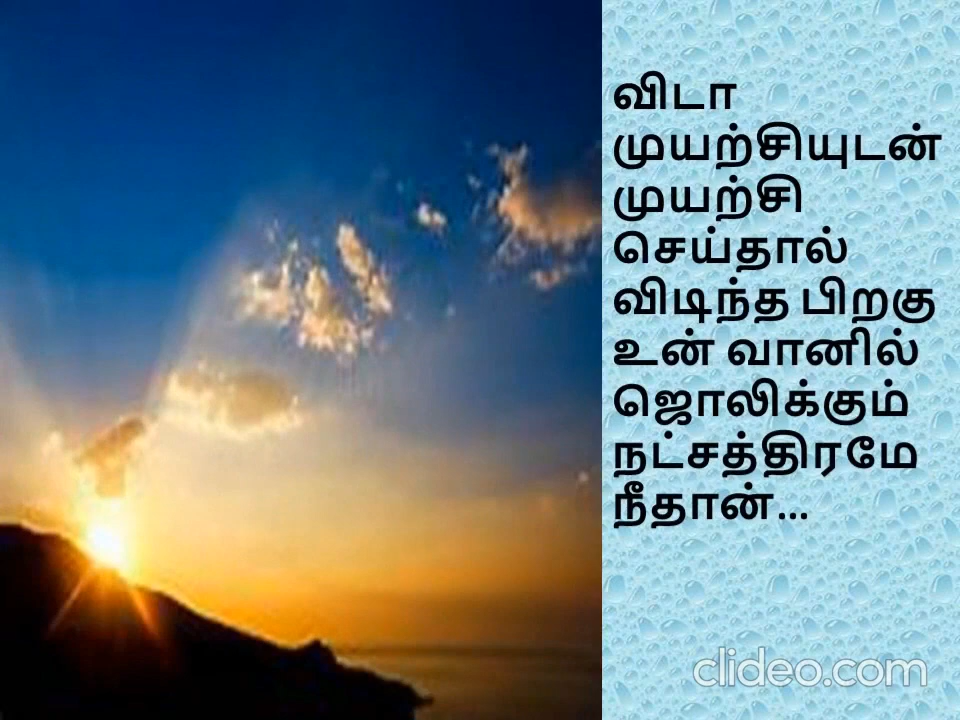 விடா
முயற்சியுடன்
முயற்சி
செய்தால்
விடிந்த பிறகு
உன் வானில்
ஜொலிக்கும்
நட்சத்திரமே
நீதான்...
clideo.com